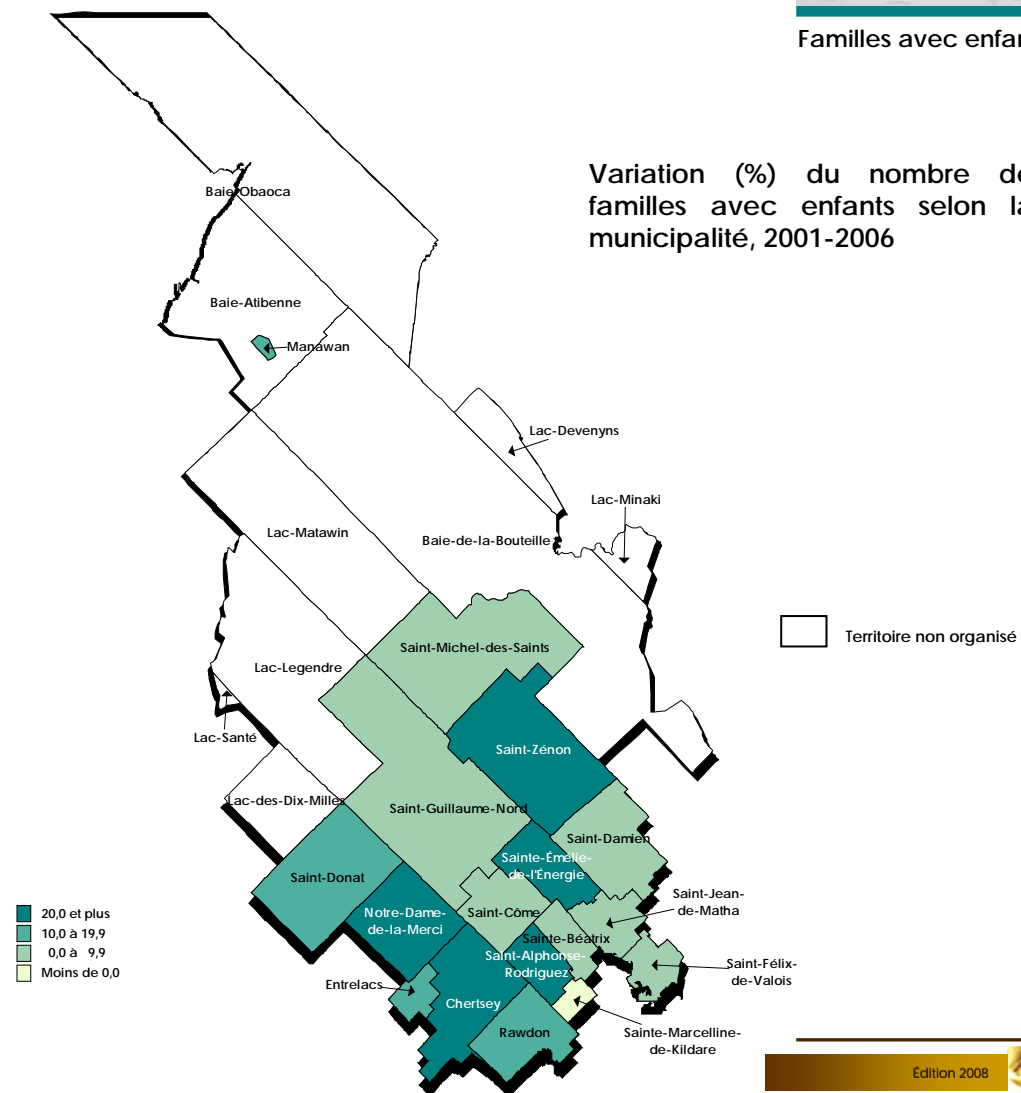 Familles avec enfan
Variation (%) du nombre de
familles avec enfants selon la
municipalité, 2001-2006
Baie-Obaoca
Baie-Atibenne
Manawan
Lac-Devenyns
Lac-Minaki
Lac-Matawin
Baie-de-la-Bouteille
Territoire non organisé
Saint-Michel-des-Saints
Lac-Legendre
Lac-Santé
Saint-Zénon
Lac-des-Dix-Milles
Saint-Guillaume-Nord
Saint-Damien
Sainte-Émelie-
de-l'Énergie
Saint-Donat
Saint-Jean-
de-Matha
Notre-Dame-
de-la-Merci
Saint-Côme
Sainte-Béatrix
Saint-Alphonse-
Rodriguez
Saint-Félix-
de-Valois
Entrelacs
Chertsey
Rawdon
Sainte-Marcelline-
de-Kildare
20,0 et plus
10,0 à 19,9
0,0 à 9,9
Moins de 0,0
Édition 2008